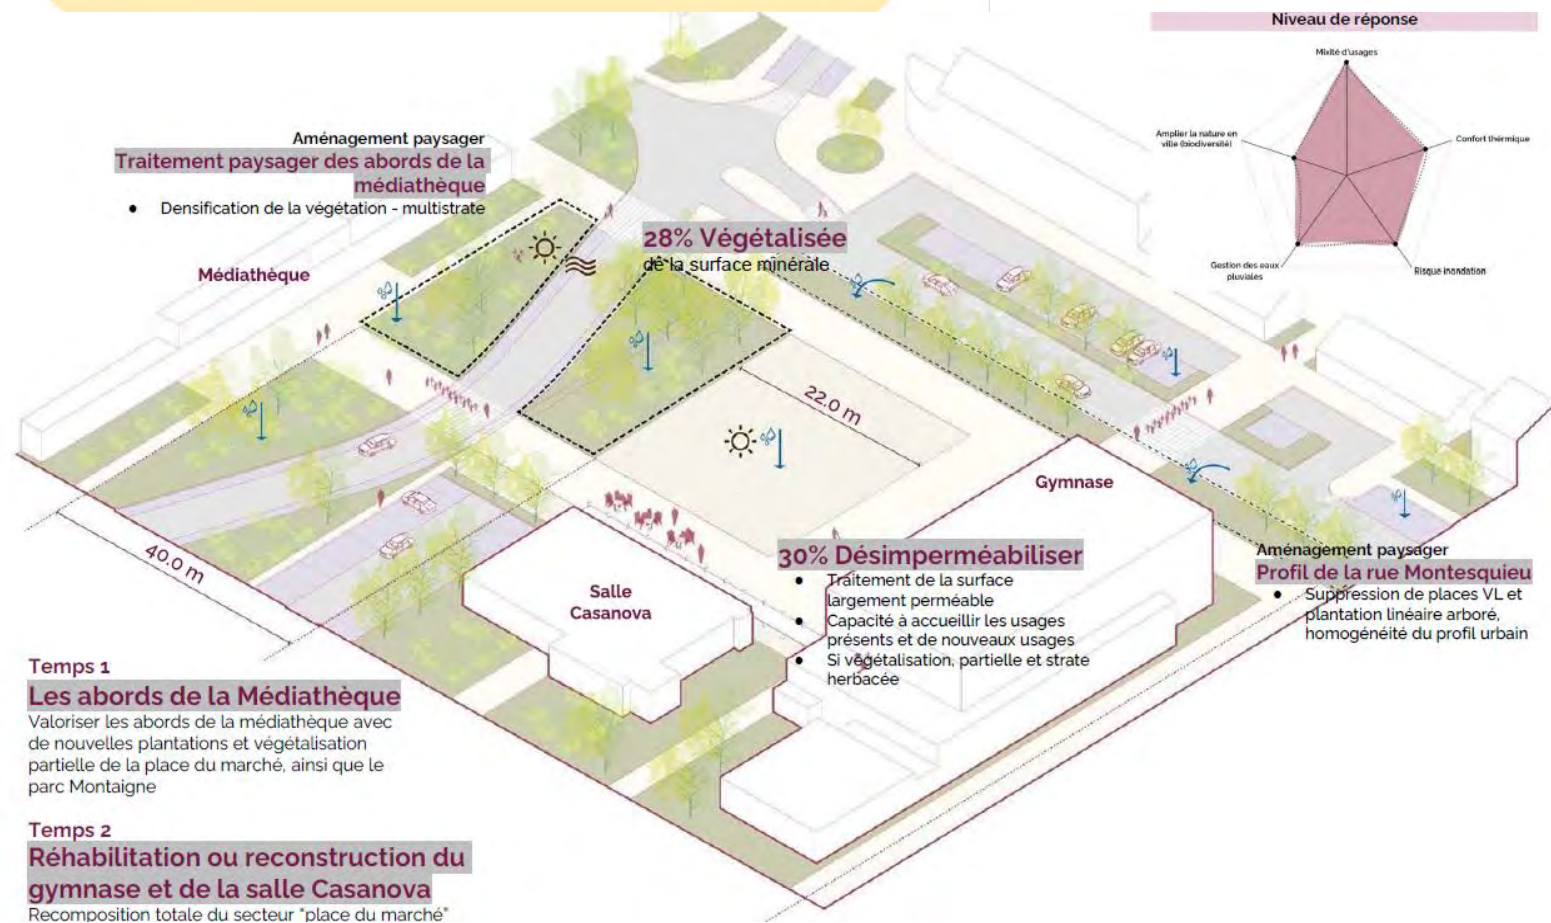 Niveau de réponse
Mixité d'usages
Amplier la nature en
ville (biodiversité)
Confort thérmique
Gestion des eaux
pluviales
Risque inondation
Aménagement paysager
Traitement paysager des abords de la
médiathèque
● Densification de la végétation - multistrate
Médiathèque
28% Végétalisée
de la surface minérale
22.0 m
40.0 m
Gymnase
Salle
Casanova
30% Désimperméabiliser
● Traitement de la surface
largement perméable
● Capacité à accueillir les usages
présents et de nouveaux usages
● Si végétalisation, partielle et strate
herbacée
Aménagement paysager
Profil de la rue Montesquieu
● Suppression de places VL et
plantation linéaire arboré,
homogénéité du profil urbain
Temps 1
Les abords de la Médiathèque
Valoriser les abords de la médiathèque avec
de nouvelles plantations et végétalisation
partielle de la place du marché, ainsi que le
parc Montaigne
Temps 2
Réhabilitation ou reconstruction du
gymnase et de la salle Casanova
Recomposition totale du secteur "place du marché"